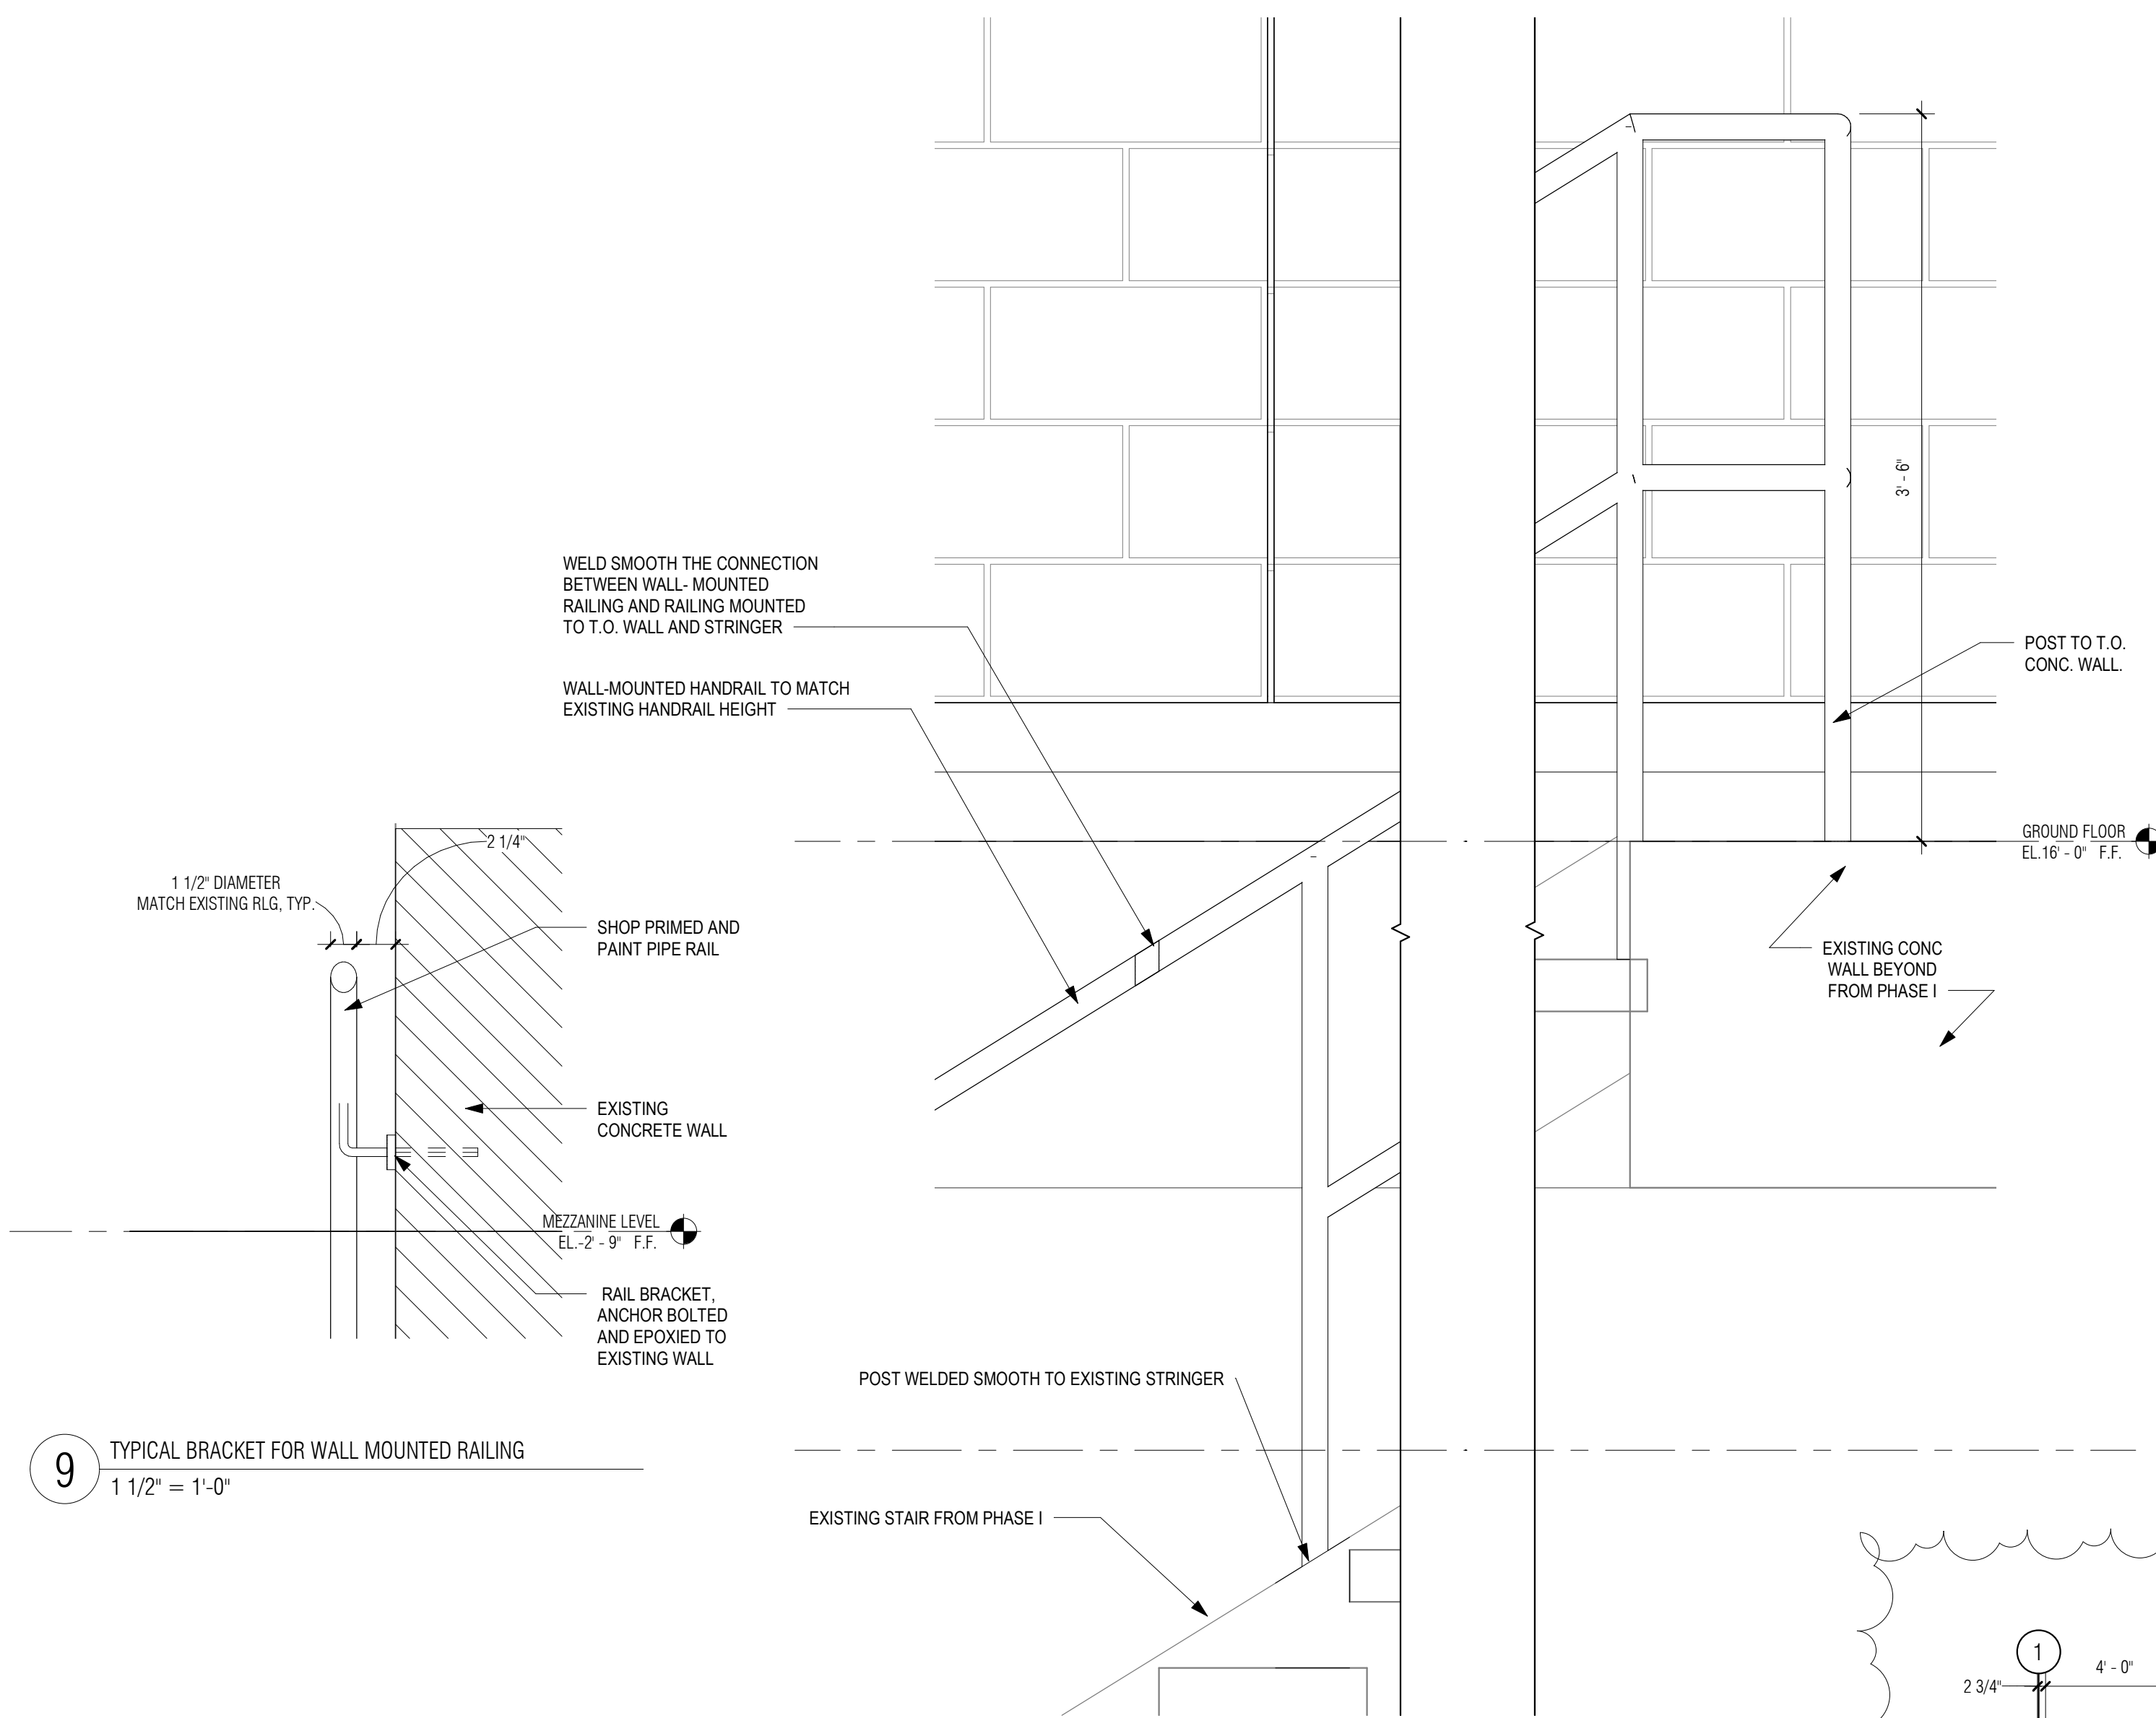 WELD SMOOTH THE CONNECTION
BETWEEN WALL- MOUNTED
RAILING AND RAILING MOUNTED
TO T.O. WALL AND STRINGER
WALL-MOUNTED HANDRAIL TO MATCH
EXISTING HANDRAIL HEIGHT
3' - 6"
POST TO T.O.
CONC. WALL.
GROUND FLOOR
EL.16' - 0" F.F.
EXISTING CONC
WALL BEYOND
FROM PHASE I
2 1/4"
1 1/2" DIAMETER
MATCH EXISTING RLG, TYP.
SHOP PRIMED AND
PAINT PIPE RAIL
EXISTING
CONCRETE WALL
MEZZANINE LEVEL
EL.-2' - 9" F.F.
RAIL BRACKET,
ANCHOR BOLTED
AND EPOXIED TO
EXISTING WALL
POST WELDED SMOOTH TO EXISTING STRINGER
EXISTING STAIR FROM PHASE I
9
TYPICAL BRACKET FOR WALL MOUNTED RAILING
1 1/2" = 1'-0"
1
2 3/4"
4' - 0"